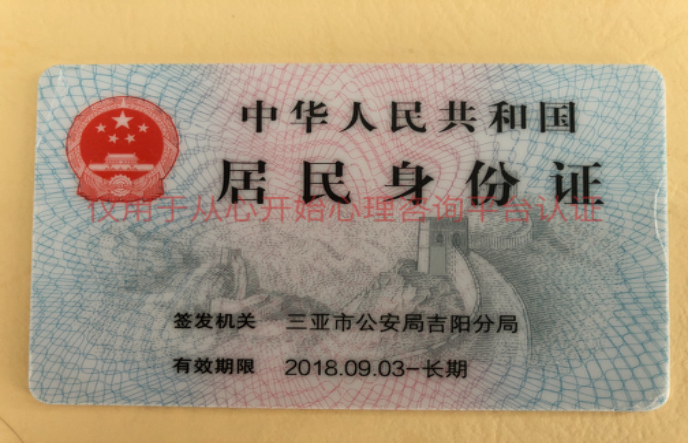 中华人民共和国
居民身份证
仅用于从心开始心理咨询平台认证
签发机关 三亚市公安局吉阳分局
有效期限 2018.09.03-长期